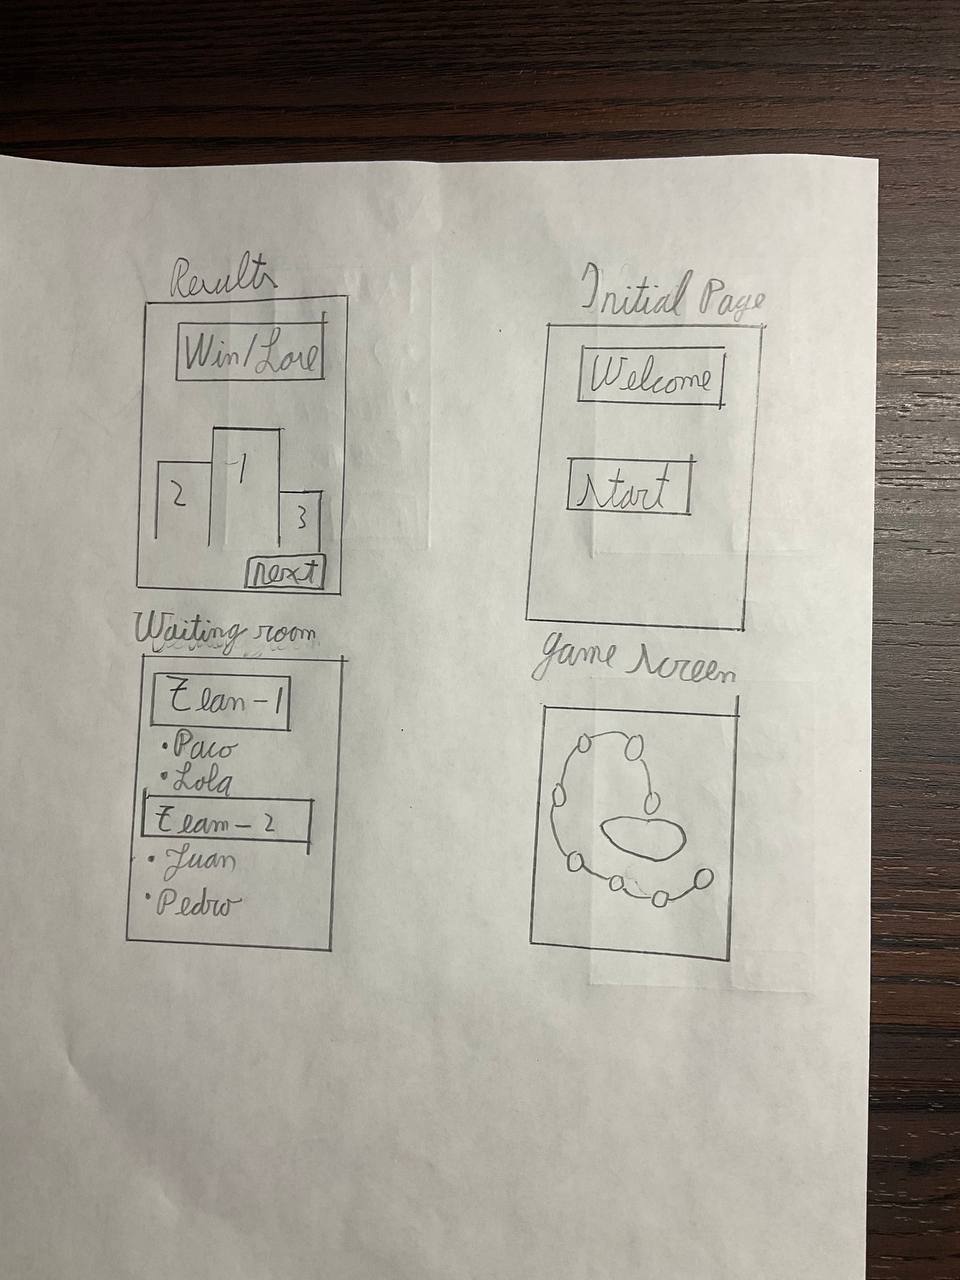 Results
Win/Lose
1
2
3
next
Initial Page
Welcome
Start
Waiting room
Team-1
• Paco
• Lola
Team-2
• Juan
• Pedro
game screen